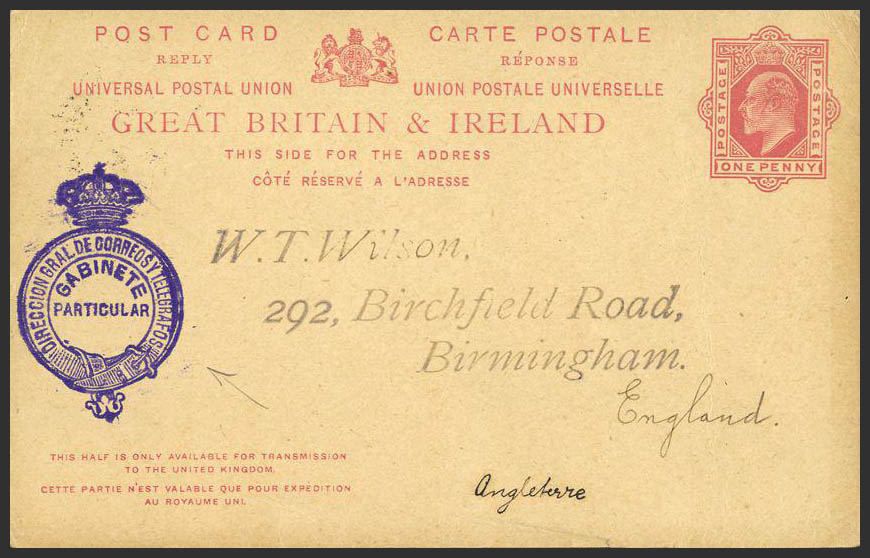 POST CARD
REPLY
UNIVERSAL POSTAL UNION
CARTE POSTALE
RÉPONSE
UNION POSTALE UNIVERSELLE
GREAT BRITAIN & IRELAND
THIS SIDE FOR THE ADDRESS
CÔTÉ RÉSERVÉ A L'ADRESSE
POSTAGE
POSTAGE
ONE PENNY
DIRECCION GRAL. DE CORREOS Y TELEGRAFOS
GABINETE
PARTICULAR
W.T. Wilson,
292, Birchfield Road,
Birmingham.
England.
Angleterre
THIS HALF IS ONLY AVAILABLE FOR TRANSMISSION
TO THE UNITED KINGDOM.
CETTE PARTIE N'EST VALABLE QUE POUR EXPÉDITION
AU ROYAUME UNI.